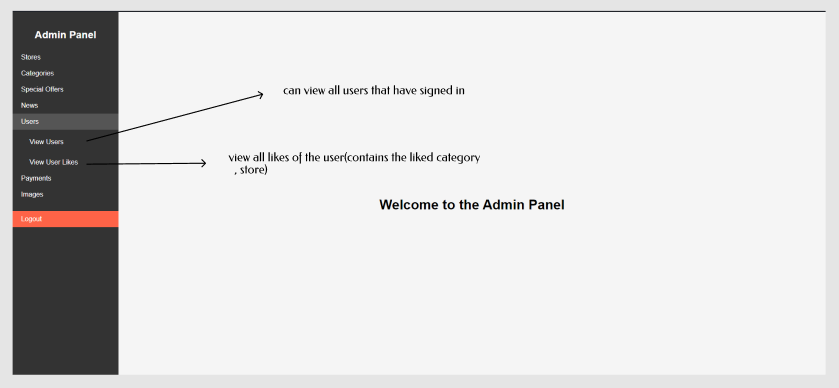 Admin Panel
Stores
Categories
Special Offers
News
Users
View Users
View User Likes
Payments
Images
Logout
can view all users that have signed in
view all likes of the user(contains the liked category
, store)
Welcome to the Admin Panel